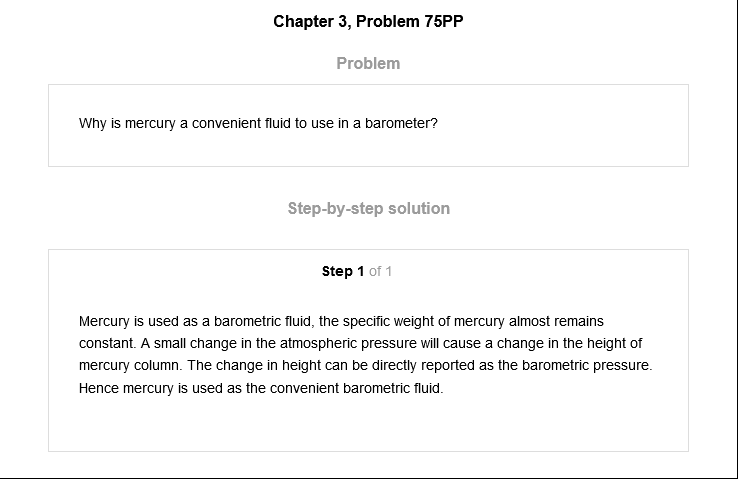 Chapter 3, Problem 75PP
Problem
Why is mercury a convenient fluid to use in a barometer?
Step-by-step solution
Step 1 of 1
Mercury is used as a barometric fluid, the specific weight of mercury almost remains
constant. A small change in the atmospheric pressure will cause a change in the height of
mercury column. The change in height can be directly reported as the barometric pressure.
Hence mercury is used as the convenient barometric fluid.